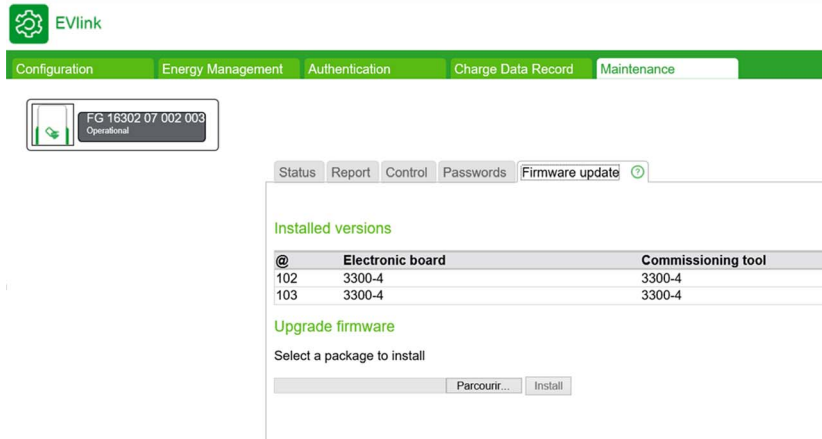 EVlink
Configuration Energy Management Authentication Charge Data Record Maintenance
FG 16302 07 002 003
Operational
Status Report Control Passwords Firmware update ?
Installed versions
@ Electronic board Commissioning tool
102 3300-4 3300-4
103 3300-4 3300-4
Upgrade firmware
Select a package to install
Parcourir... Install